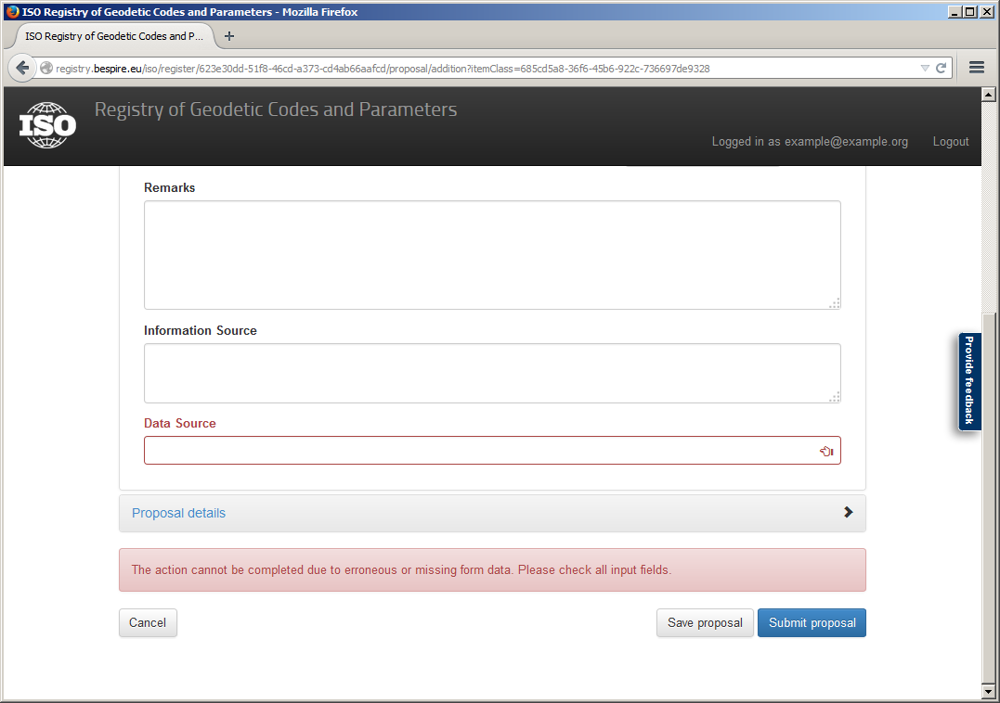 ISO Registry of Geodetic Codes and Parameters - Mozilla Firefox
ISO Registry of Geodetic Codes and P...
registry.bespire.eu/iso/register/623e30dd-51f8-46cd-a373-cd4ab66aafcd/proposal/addition?itemClass=685cd5a8-36f6-45b6-922c-736697de9328
ISO
Registry of Geodetic Codes and Parameters
Logged in as example@example.org Logout
Remarks
Information Source
Provide feedback
Data Source
Proposal details
The action cannot be completed due to erroneous or missing form data. Please check all input fields.
Cancel Save proposal Submit proposal